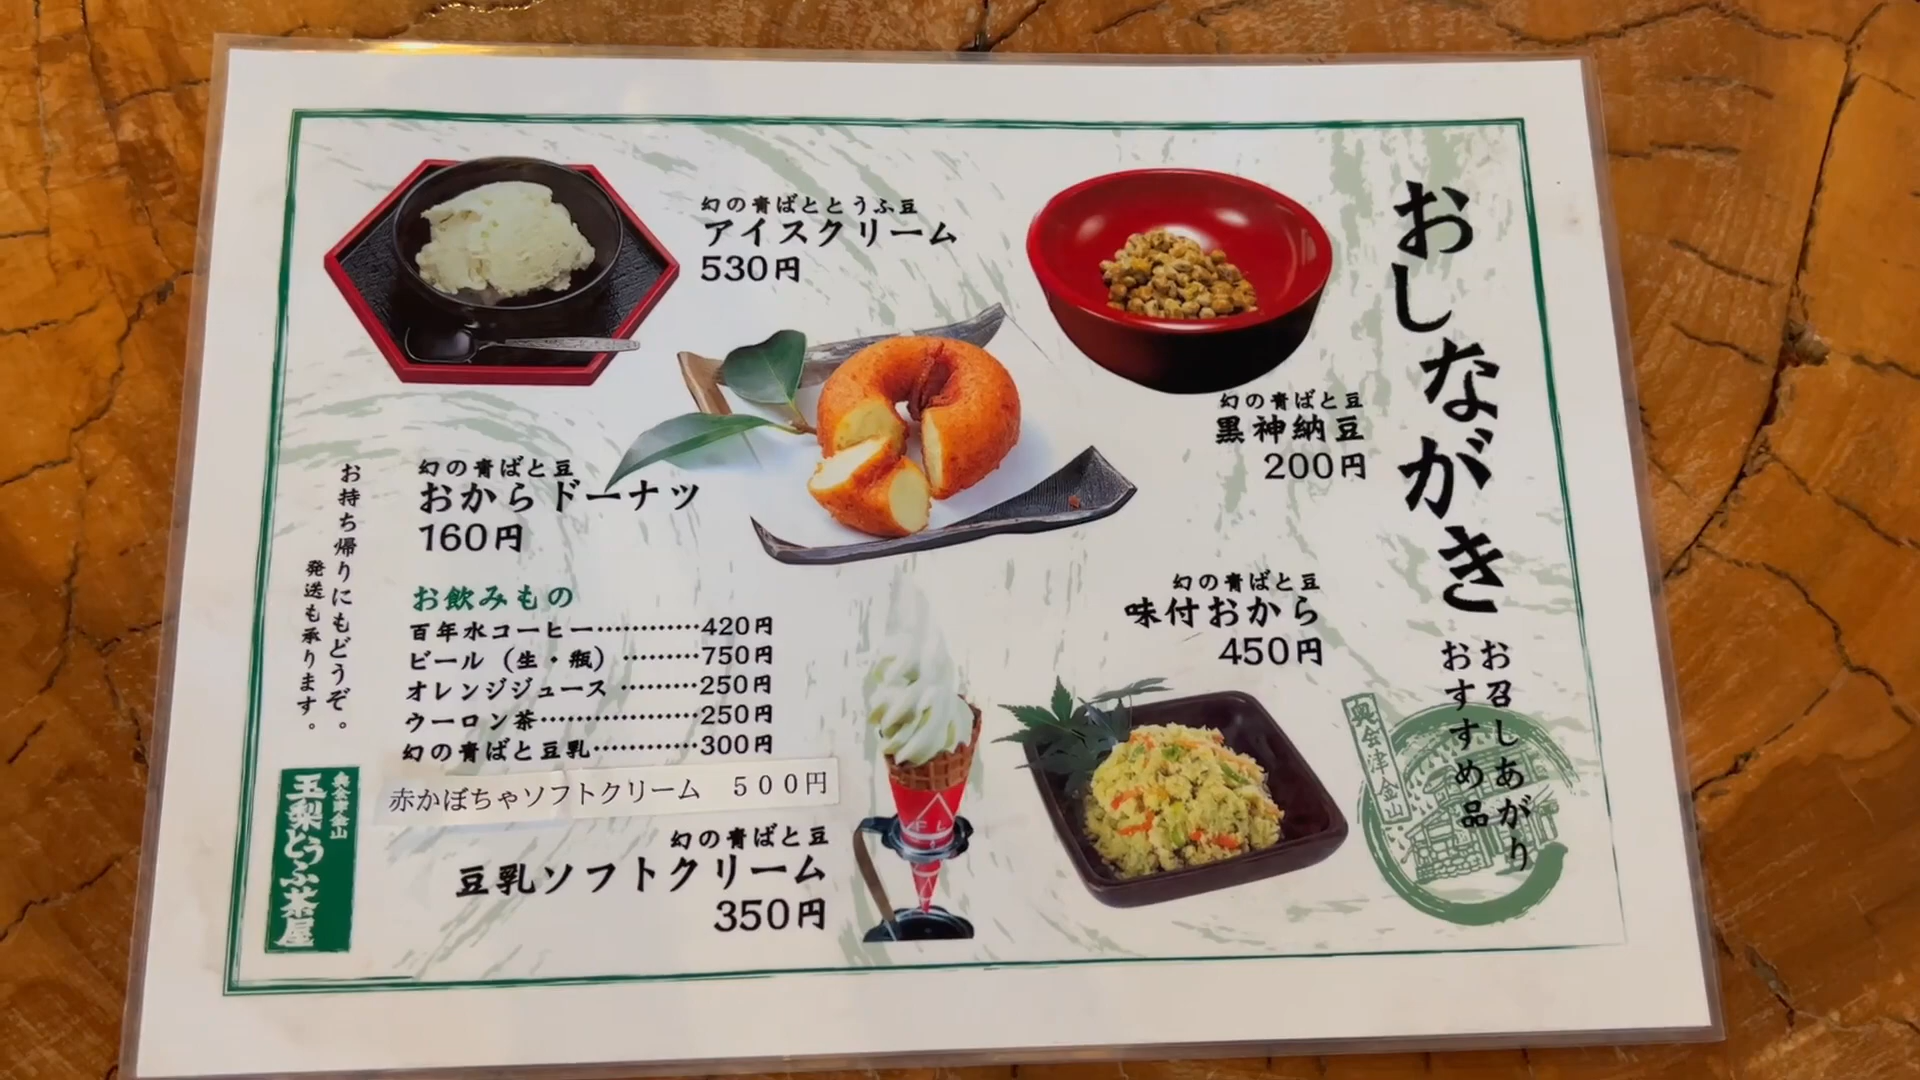 おしながき
お召しあがり
おすすめ品
奥会津金山
幻の青ばととうふ豆
アイスクリーム
530円
幻の青ばと豆
黒神納豆
200円
幻の青ばと豆
おからドーナツ
160円
幻の青ばと豆
味付おから
450円
お飲みもの
百年水コーヒー…………420円
ビール（生・瓶）………750円
オレンジジュース………250円
ウーロン茶………………250円
幻の青ばと豆乳…………300円
赤かぼちゃソフトクリーム　５００円
幻の青ばと豆
豆乳ソフトクリーム
350円
お持ち帰りにもどうぞ。
発送も承ります。
奥会津金山
玉梨とうふ茶屋